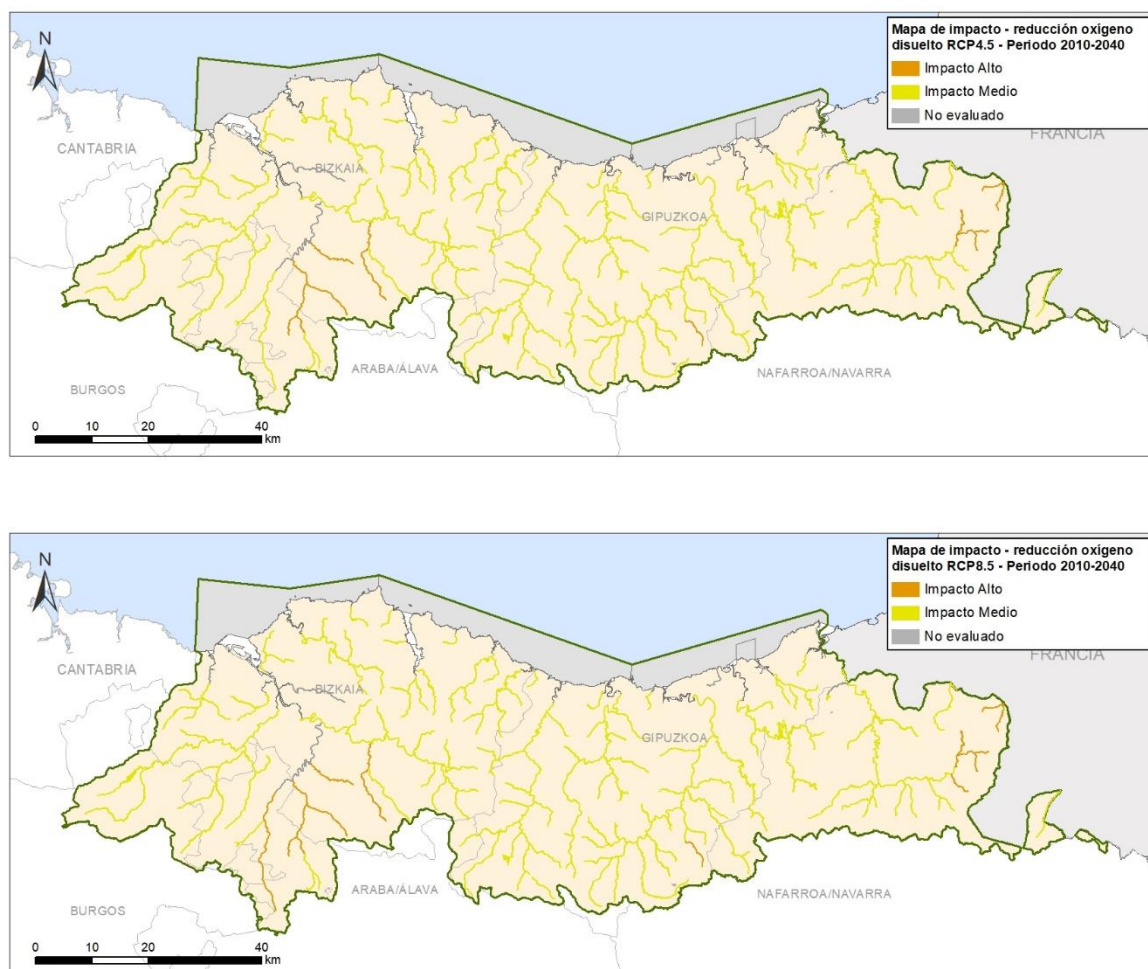 Mapa de impacto - reducción oxígeno
disuelto RCP4.5 - Periodo 2010-2040
Impacto Alto
Impacto Medio
No evaluado
N
FRANCIA
CANTABRIA
BIZKAIA
GIPUZKOA
ARABA/ÁLAVA
NAFARROA/NAVARRA
BURGOS
0 10 20 40
km
Mapa de impacto - reducción oxígeno
disuelto RCP8.5 - Periodo 2010-2040
Impacto Alto
Impacto Medio
No evaluado
N
FRANCIA
CANTABRIA
BIZKAIA
GIPUZKOA
ARABA/ÁLAVA
NAFARROA/NAVARRA
BURGOS
0 10 20 40
km